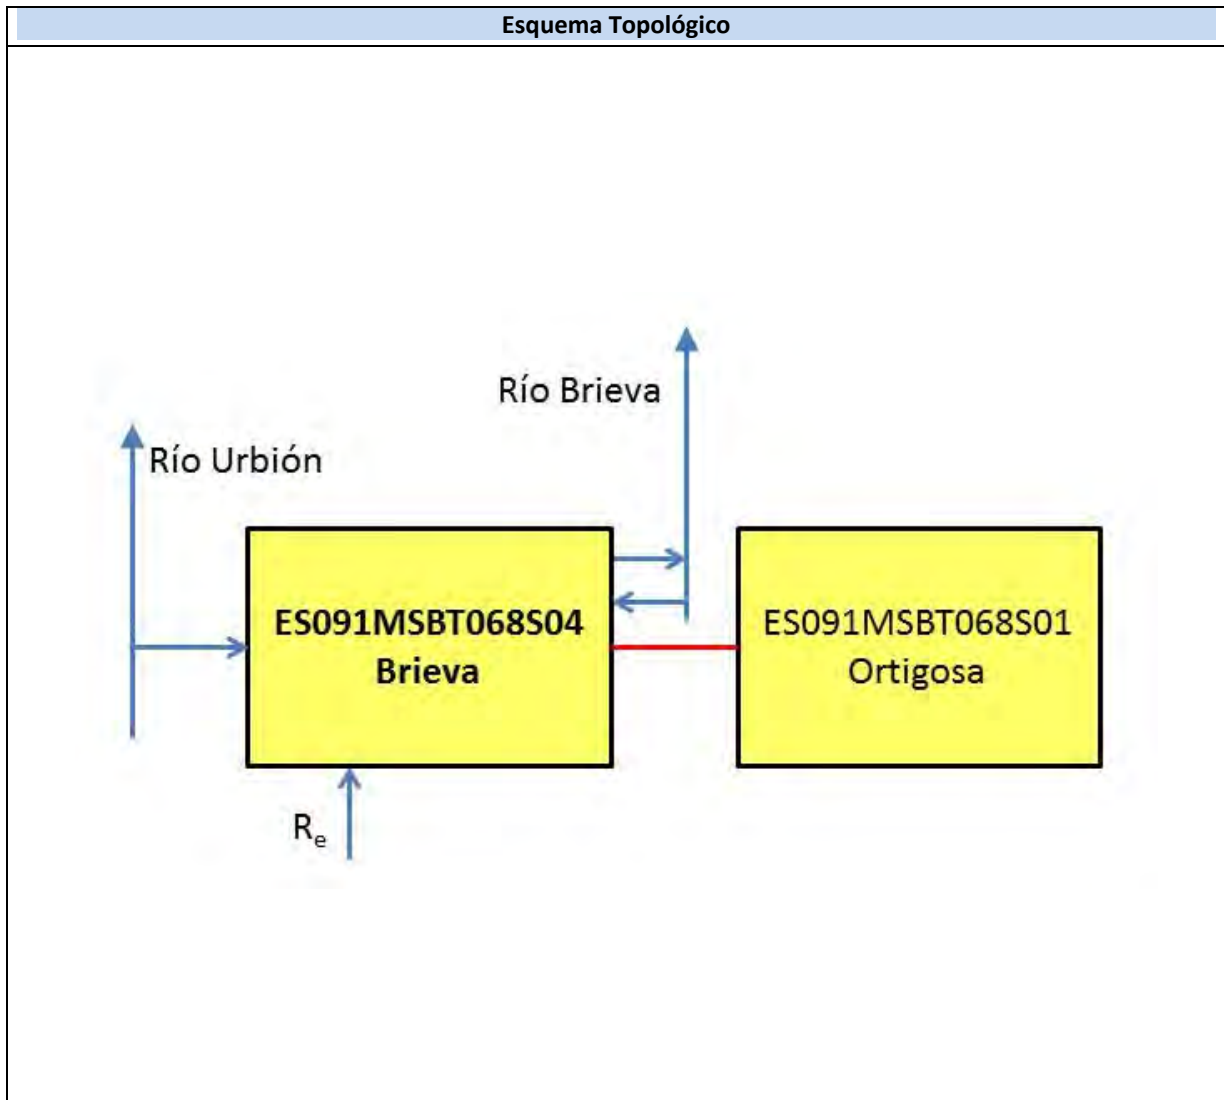 Esquema Topológico
Río Brieva
Río Urbión
ES091MSBT068S04
Brieva
ES091MSBT068S01
Ortigosa
Re